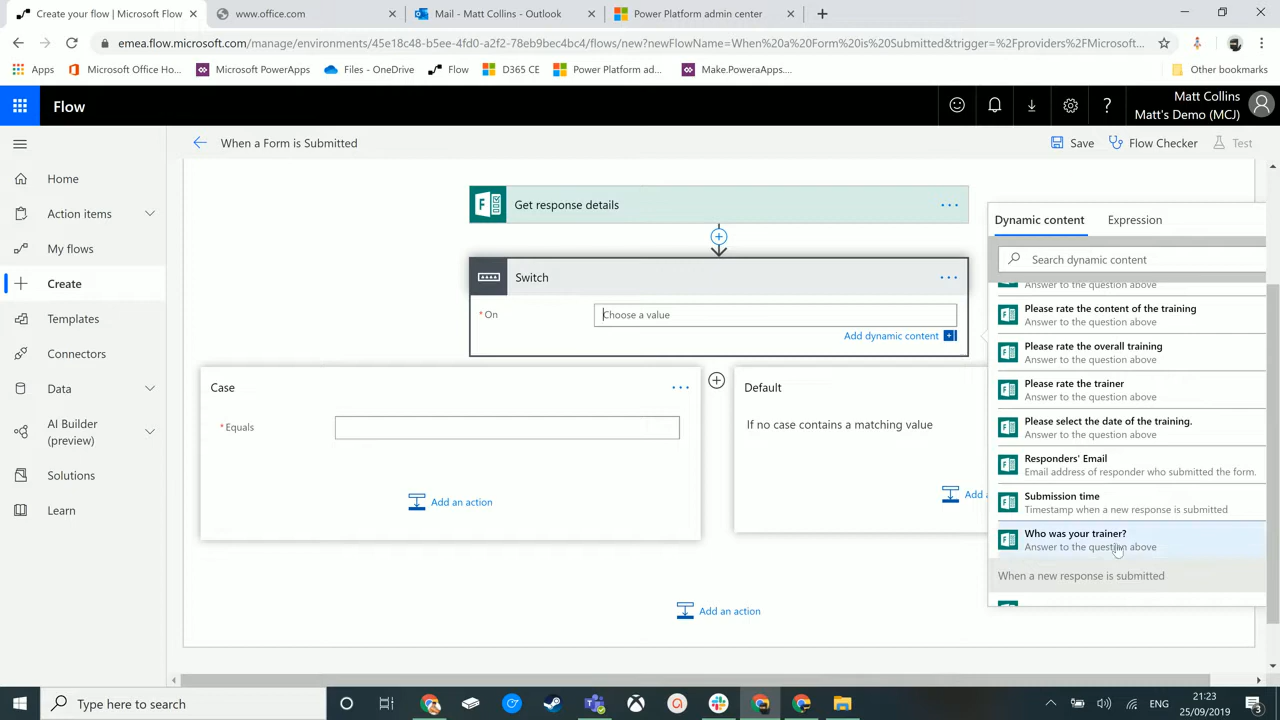 Create your flow | Microsoft Flow
www.office.com
Mail - Matt Collins - Outlook
Power Platform admin center
emea.flow.microsoft.com/manage/environments/45e18c48-b5ee-4fd0-a2f2-78eb9bec4bc4/flows/new?newFlowName=When%20a%20Form%20is%20Submitted&trigger=%2Fproviders%2FMicrosoft...
Apps
Microsoft Office Ho...
Microsoft PowerApps
Files - OneDrive
Flow
D365 CE
Power Platform ad...
Make.PoweraApps....
Other bookmarks
Flow
Matt Collins
Matt's Demo (MCJ)
When a Form is Submitted
Save
Flow Checker
Test
Home
Action items
My flows
Create
Templates
Connectors
Data
AI Builder
(preview)
Solutions
Learn
Get response details
Switch
* On
Choose a value
Add dynamic content
Case
* Equals
Add an action
Default
If no case contains a matching value
Add a
Add an action
Dynamic content
Expression
Search dynamic content
Answer to the question above
Please rate the content of the training
Answer to the question above
Please rate the overall training
Answer to the question above
Please rate the trainer
Answer to the question above
Please select the date of the training.
Answer to the question above
Responders' Email
Email address of responder who submitted the form.
Submission time
Timestamp when a new response is submitted
Who was your trainer?
Answer to the question above
When a new response is submitted
Type here to search
ENG
21:23
25/09/2019
3